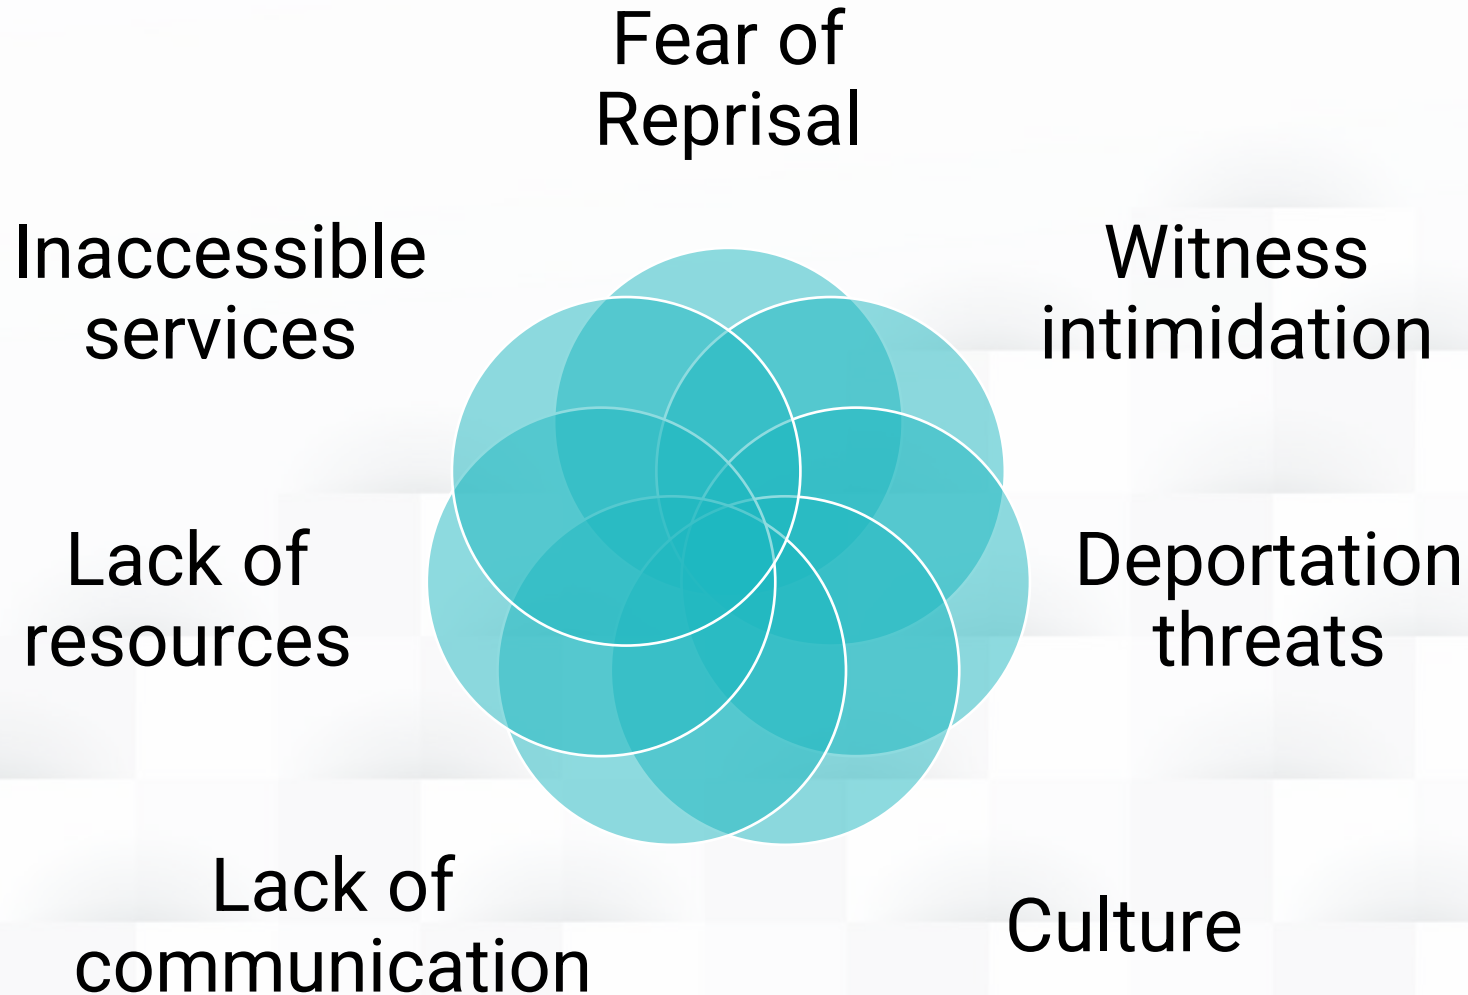 Fear of
Reprisal
Inaccessible
services
Witness
intimidation
Lack of
resources
Deportation
threats
Lack of
communication
Culture